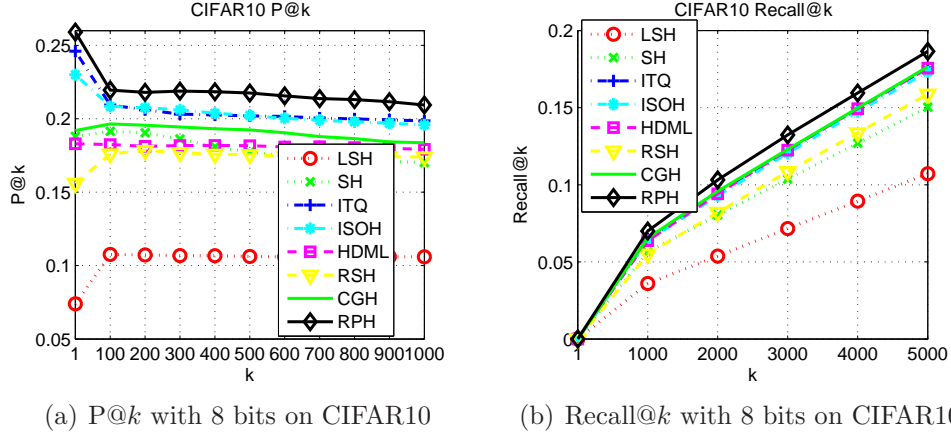 CIFAR10 P@k
P@k
0.25
0.2
0.15
0.1
0.05
1 100 200 300 400 500 600 700 800 900 1000
k
LSH
SH
ITQ
ISOH
HDML
RSH
CGH
RPH
(a) P@k with 8 bits on CIFAR10
CIFAR10 Recall@k
Recall@k
0.2
0.15
0.1
0.05
0
1 1000 2000 3000 4000 5000
k
LSH
SH
ITQ
ISOH
HDML
RSH
CGH
RPH
(b) Recall@k with 8 bits on CIFAR10